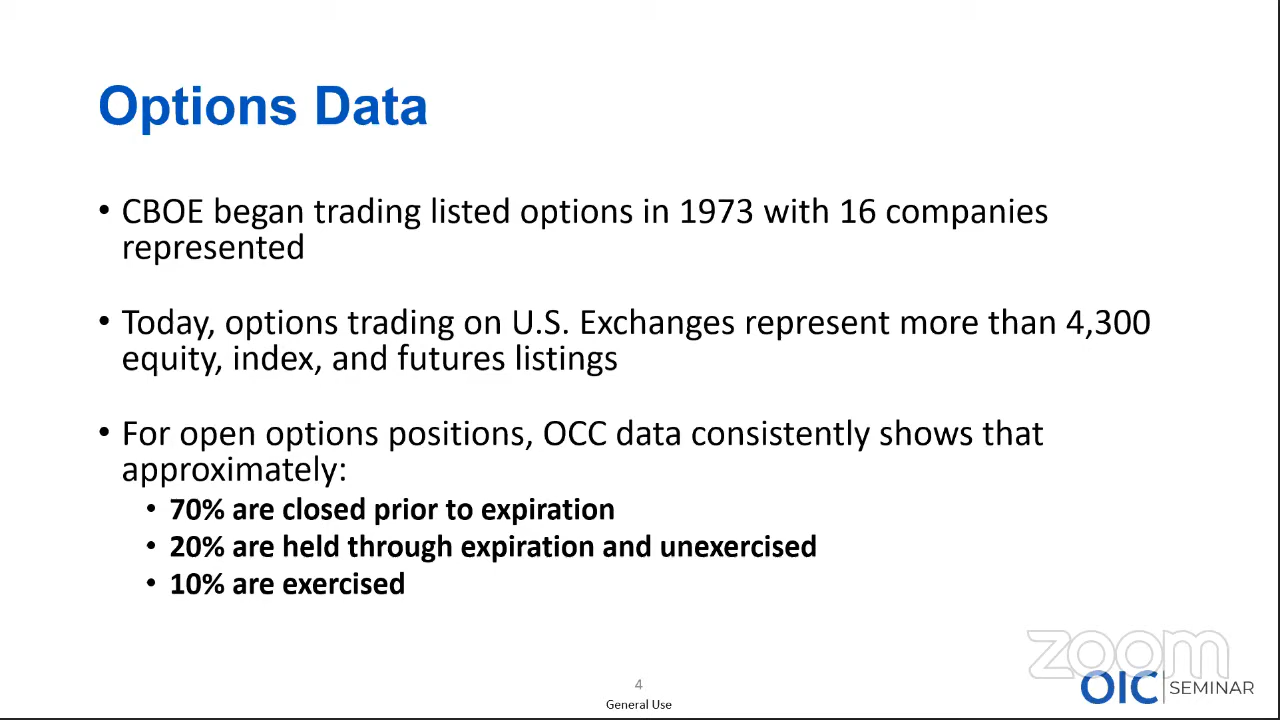 Options Data
• CBOE began trading listed options in 1973 with 16 companies
represented
• Today, options trading on U.S. Exchanges represent more than 4,300
equity, index, and futures listings
• For open options positions, OCC data consistently shows that
approximately:
• 70% are closed prior to expiration
• 20% are held through expiration and unexercised
• 10% are exercised
zoom
OIC | SEMINAR
4
General Use